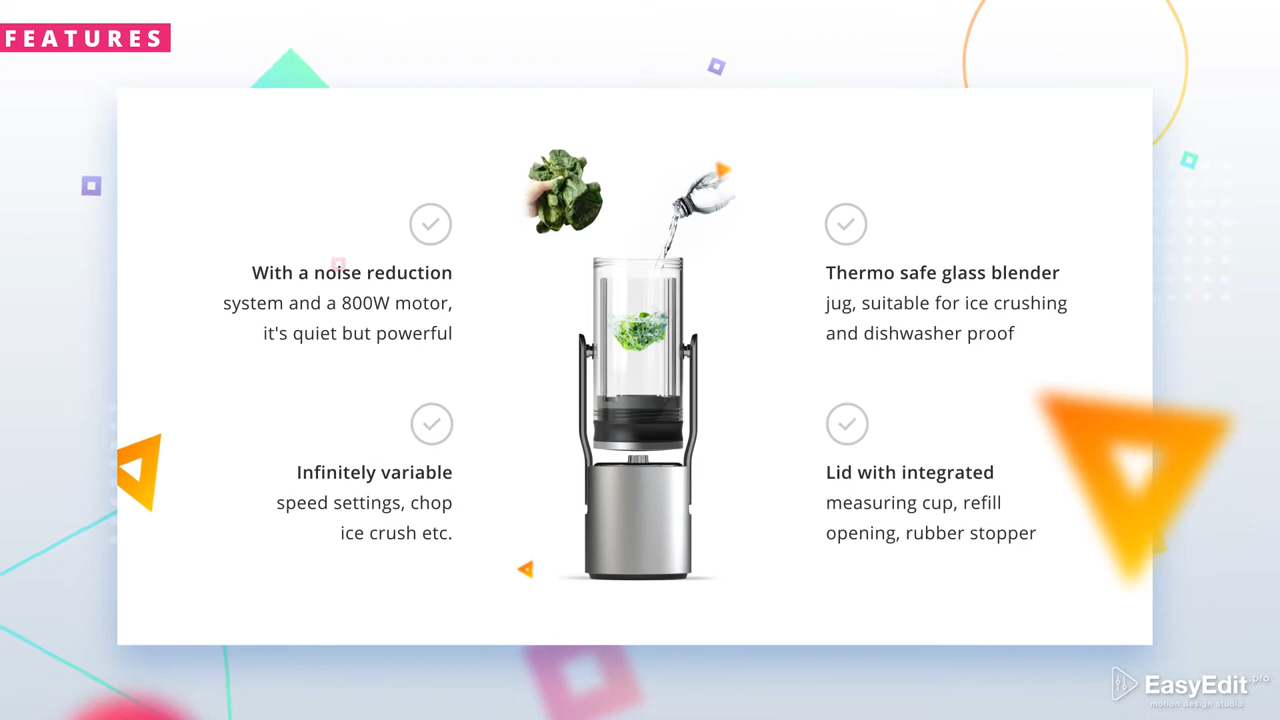 FEATURES
With a noise reduction
system and a 800W motor,
it's quiet but powerful
Thermo safe glass blender
jug, suitable for ice crushing
and dishwasher proof
Infinitely variable
speed settings, chop
ice crush etc.
Lid with integrated
measuring cup, refill
opening, rubber stopper
EasyEdit pro
motion design studio